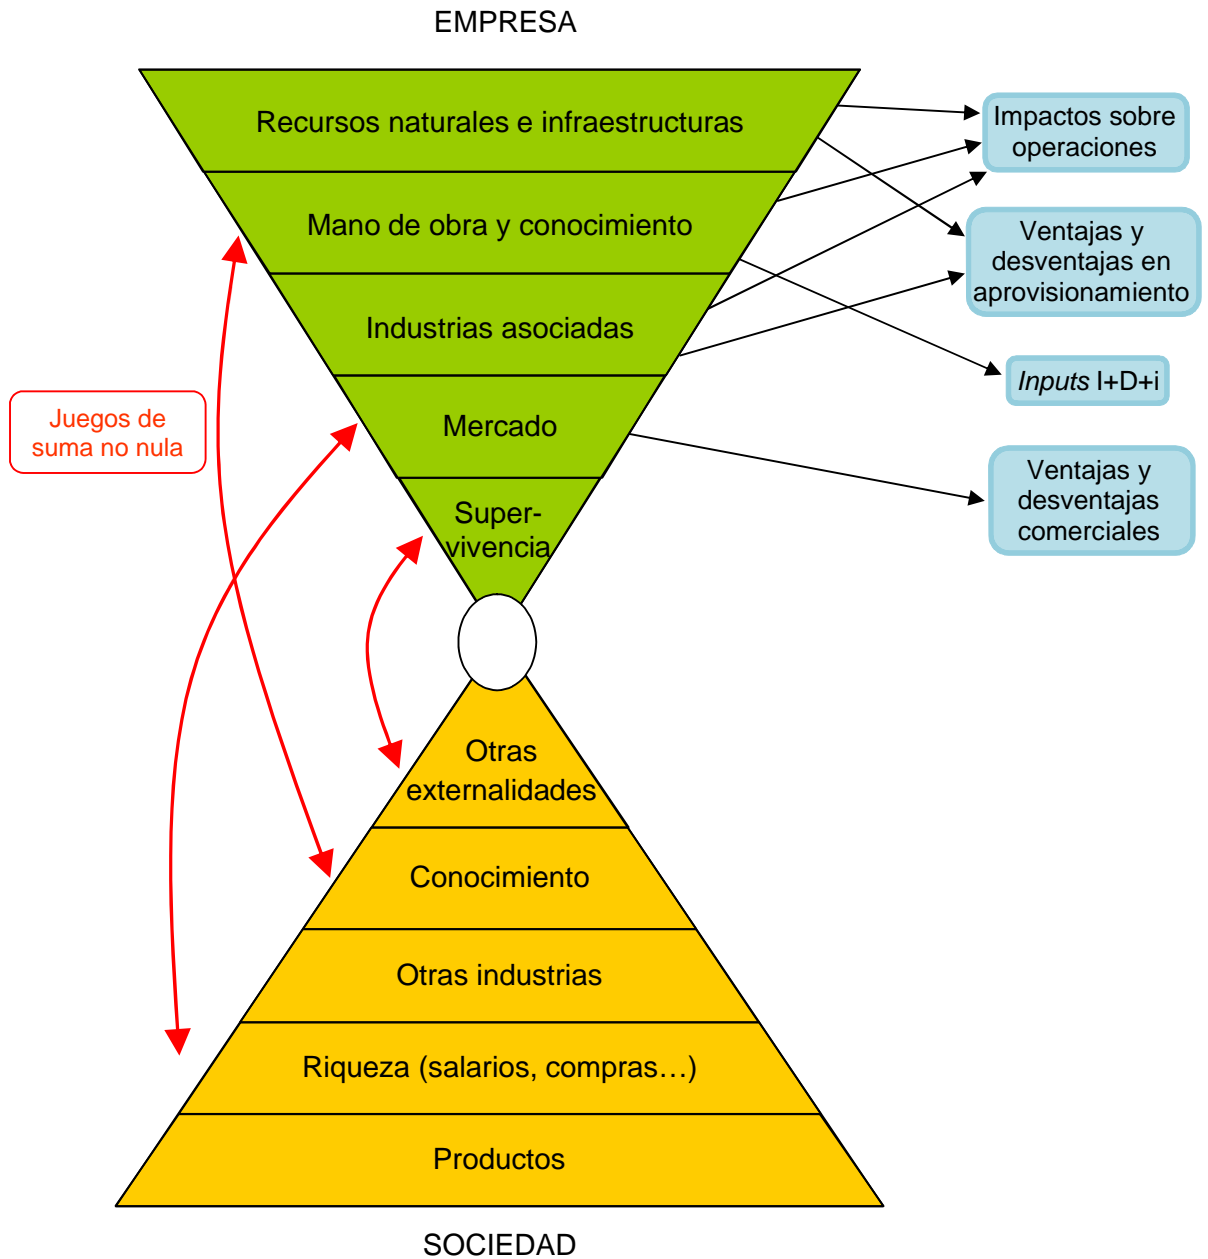 EMPRESA
Recursos naturales e infraestructuras
Mano de obra y conocimiento
Industrias asociadas
Mercado
Super-
vivencia
Impactos sobre
operaciones
Ventajas y
desventajas en
aprovisionamiento
Inputs I+D+i
Ventajas y
desventajas
comerciales
Juegos de
suma no nula
Otras
externalidades
Conocimiento
Otras industrias
Riqueza (salarios, compras…)
Productos
SOCIEDAD